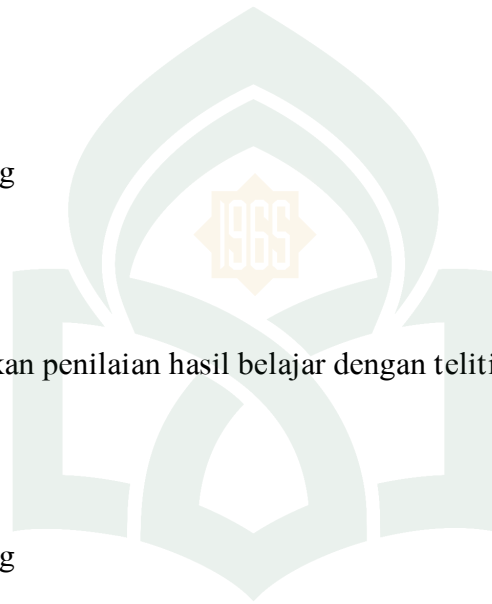 g
1965
kan penilaian hasil belajar dengan teliti
g